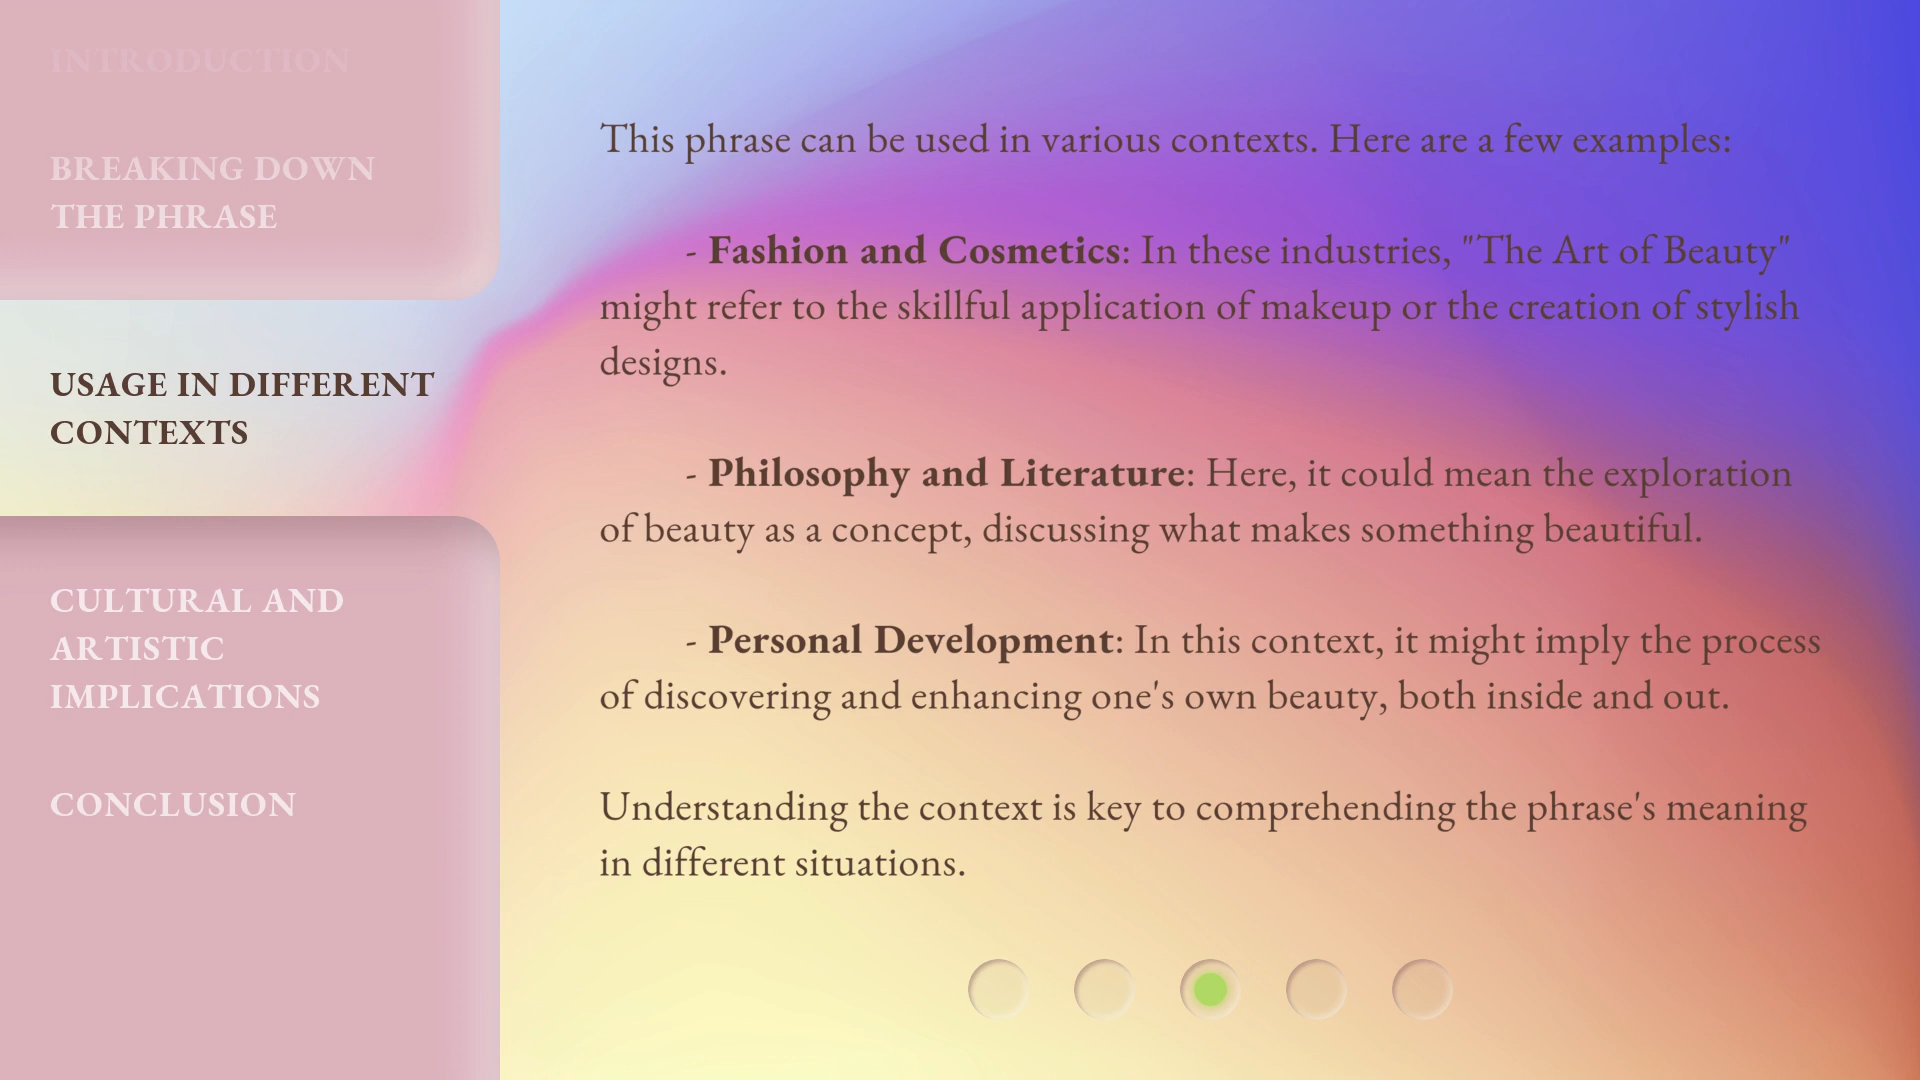 INTRODUCTION
BREAKING DOWN
THE PHRASE
USAGE IN DIFFERENT
CONTEXTS
CULTURAL AND
ARTISTIC
IMPLICATIONS
CONCLUSION
This phrase can be used in various contexts. Here are a few examples:
- Fashion and Cosmetics: In these industries, "The Art of Beauty"
might refer to the skillful application of makeup or the creation of stylish
designs.
- Philosophy and Literature: Here, it could mean the exploration
of beauty as a concept, discussing what makes something beautiful.
- Personal Development: In this context, it might imply the process
of discovering and enhancing one's own beauty, both inside and out.
Understanding the context is key to comprehending the phrase's meaning
in different situations.